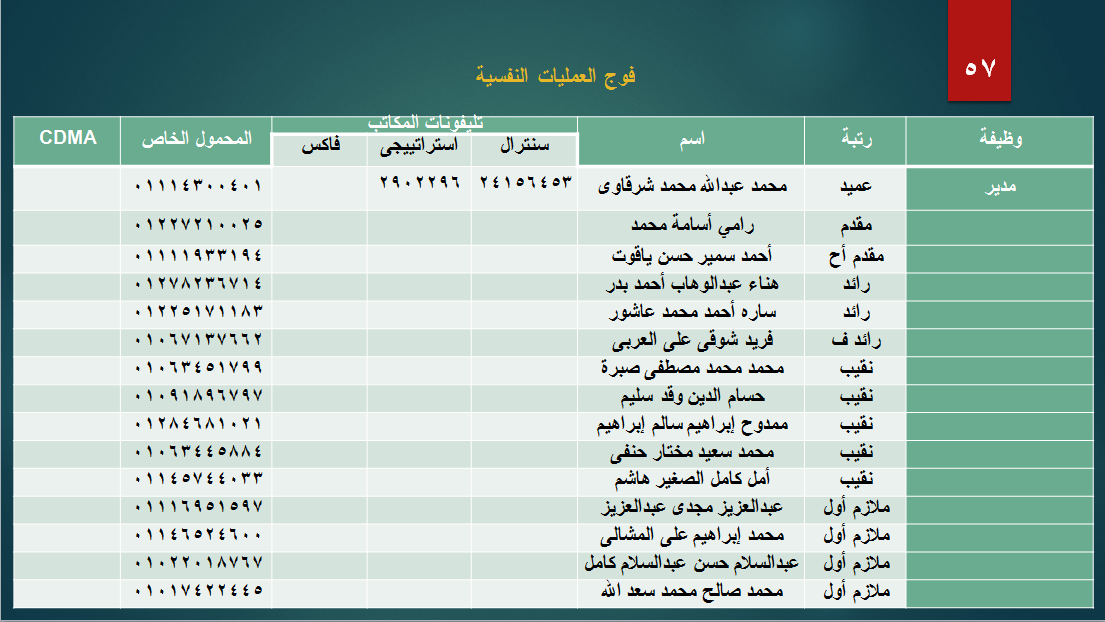 ٥٧
فوج العمليات النفسية
وظيفة رتبة اسم تليفونات المكاتب المحمول الخاص CDMA
سنترال استراتييجى فاكس
مدير عميد محمد عبدالله محمد شرقاوى ٢٤١٥٦٤٥٣ ٢٩٠٢٢٩٦ ٠١١١٤٣٠٠٤٠١
مقدم رامي أسامة محمد ٠١٢٢٧٢١٠٠٢٥
مقدم أح أحمد سمير حسن ياقوت ٠١١١١٩٣٣١٩٤
رائد هناء عبدالوهاب أحمد بدر ٠١٢٧٨٢٣٦٧١٤
رائد ساره أحمد محمد عاشور ٠١٢٢٥١٧١١٨٣
رائد ف فريد شوقى على العربى ٠١٠٦٧١٣٧٦٦٢
نقيب محمد محمد مصطفى صبرة ٠١٠٦٣٤٥١٧٩٩
نقيب حسام الدين وقد سليم ٠١٠٩١٨٩٦٧٩٧
نقيب ممدوح إبراهيم سالم إبراهيم ٠١٢٨٤٦٨١٠٢١
نقيب محمد سعيد مختار حنفى ٠١٠٦٣٤٤٥٨٨٤
نقيب أمل كامل الصغير هاشم ٠١١٤٥٧٤٤٠٣٣
ملازم أول عبدالعزيز مجدى عبدالعزيز ٠١١١٦٩٥١٥٩٧
ملازم أول محمد إبراهيم على المشالى ٠١١٤٦٥٢٤٦٠٠
ملازم أول عبدالسلام حسن عبدالسلام كامل ٠١٠٢٢٠١٨٧٦٧
ملازم أول محمد صالح محمد سعد الله ٠١٠١٧٤٢٢٤٤٥